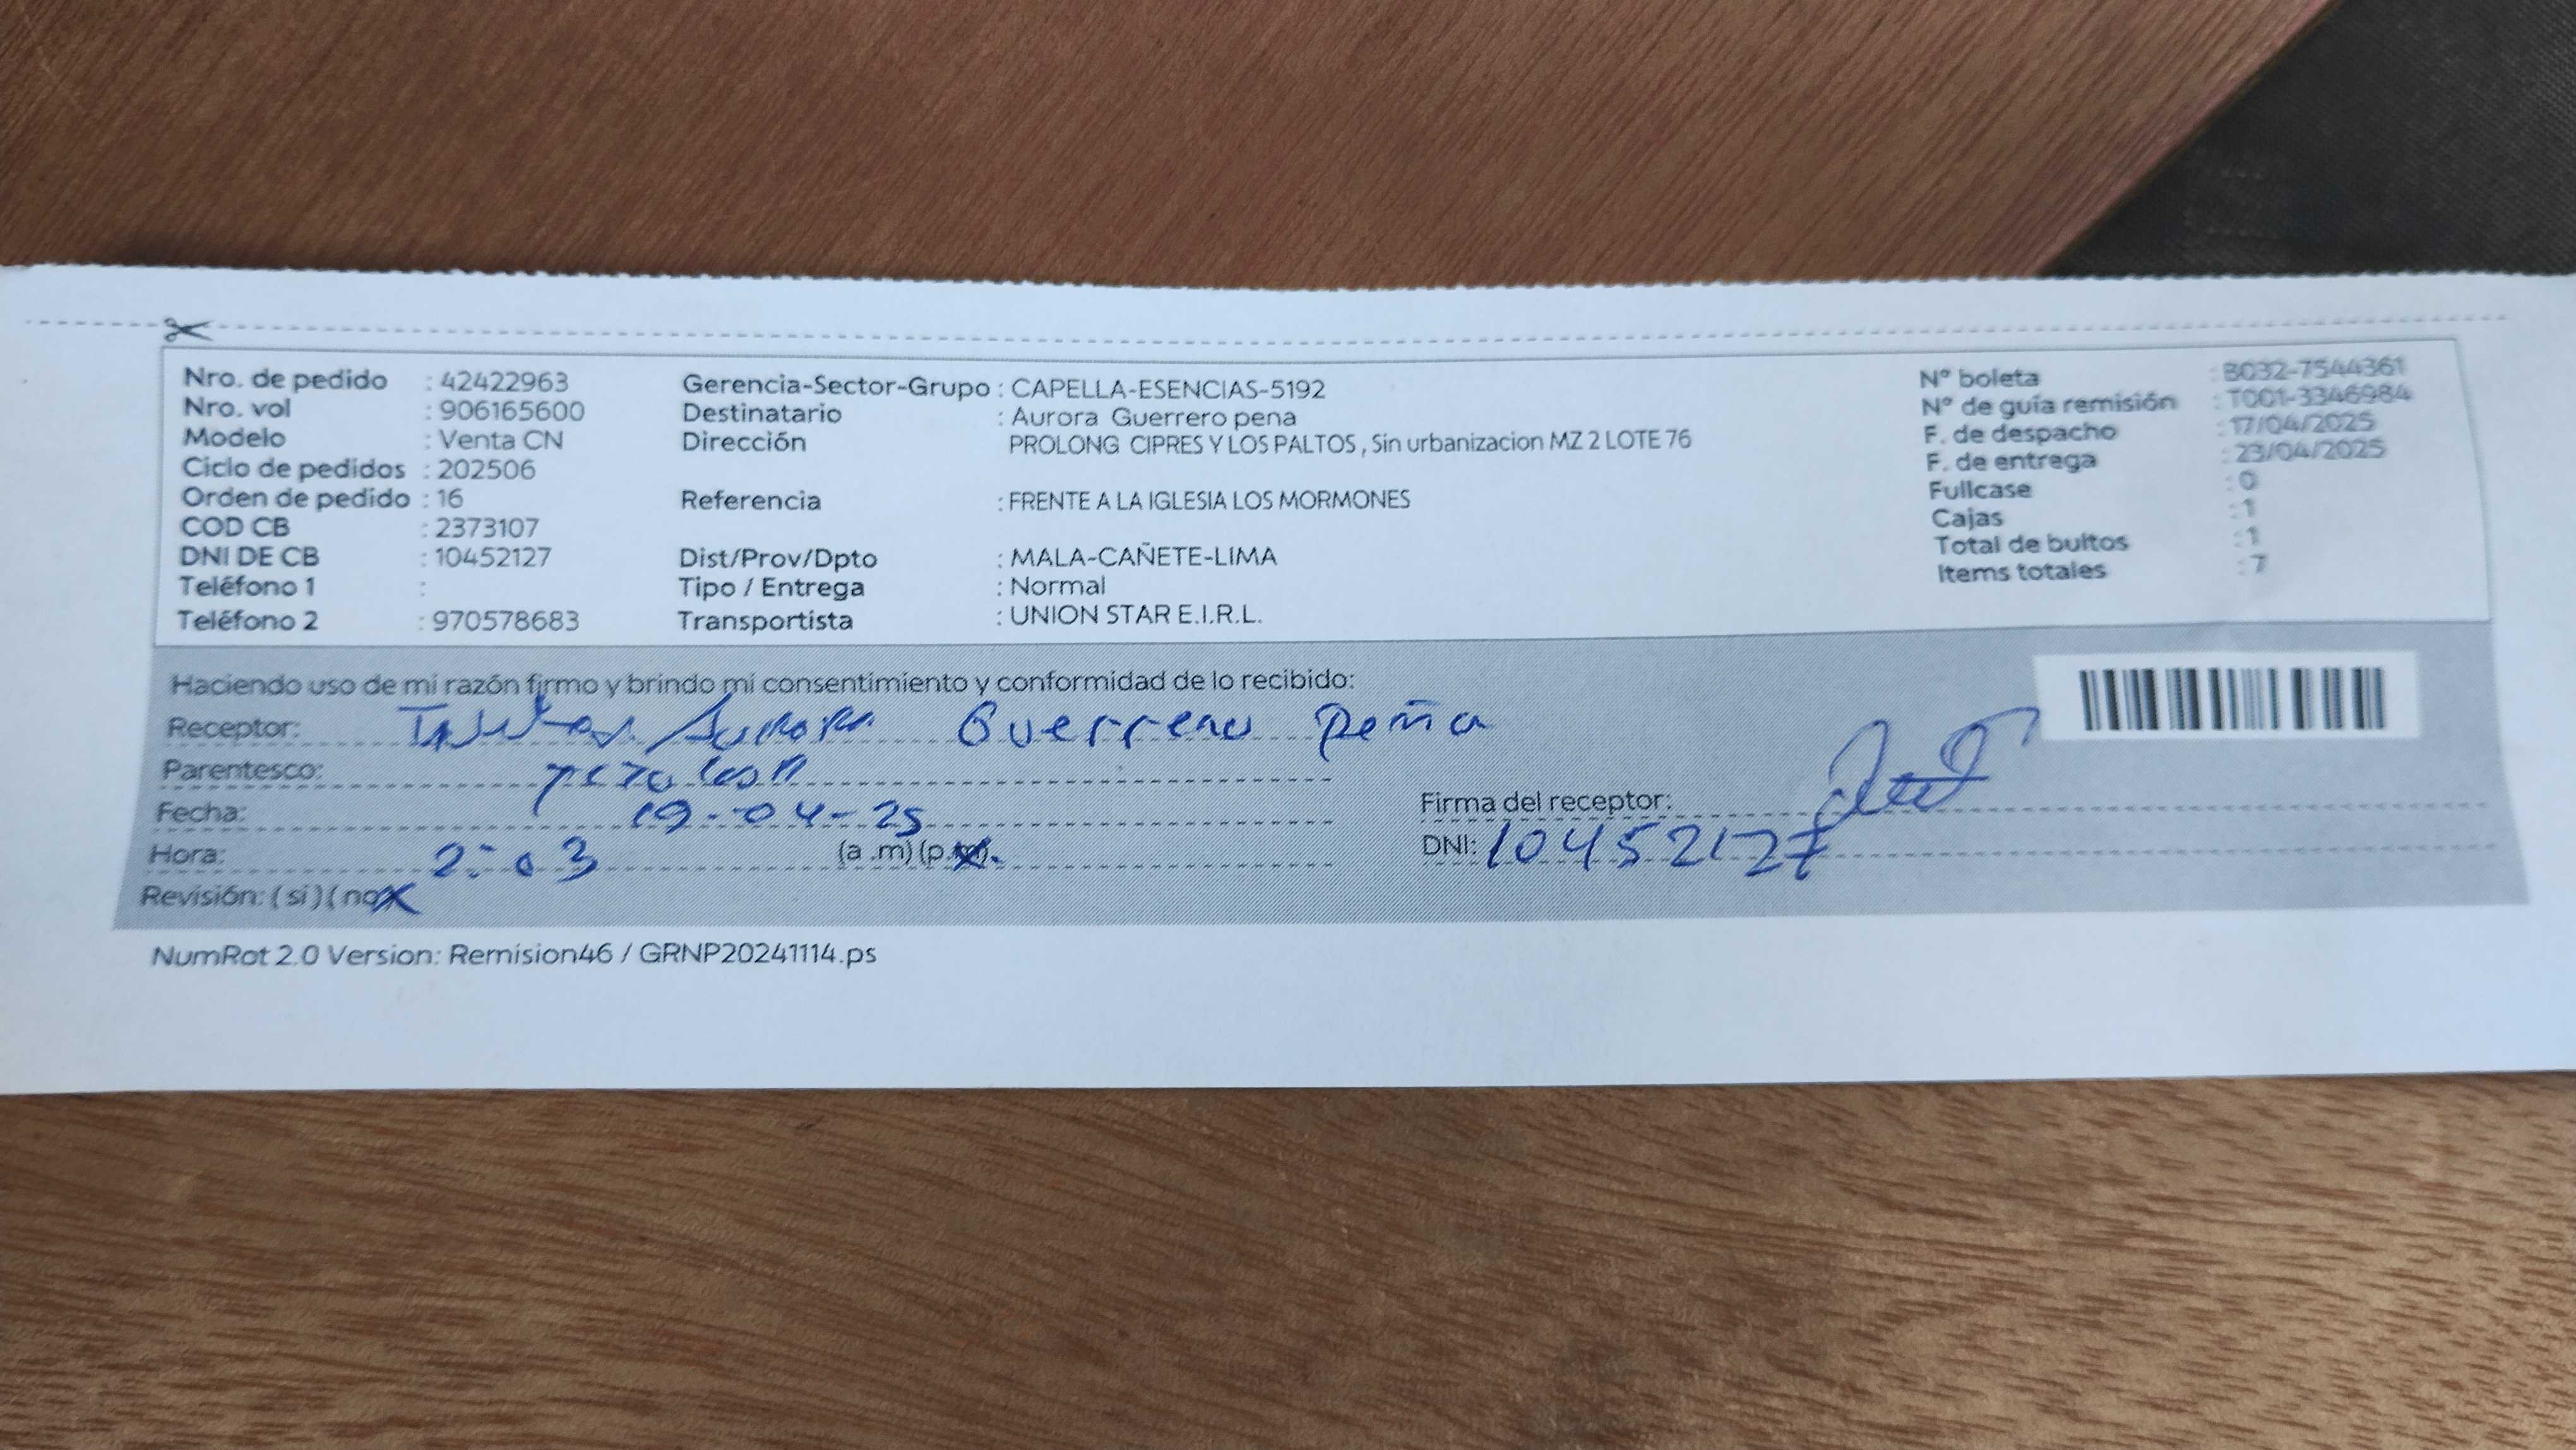 Nro. de pedido : 42422963
Nro. vol : 906165600
Modelo : Venta CN
Ciclo de pedidos : 202506
Orden de pedido : 16
COD CB : 2373107
DNI DE CB : 10452127
Teléfono 1 :
Teléfono 2 : 970578683
Gerencia-Sector-Grupo : CAPELLA-ESENCIAS-5192
Destinatario : Aurora Guerrero pena
Dirección PROLONG CIPRES Y LOS PALTOS , Sin urbanizacion MZ 2 LOTE 76
Referencia : FRENTE A LA IGLESIA LOS MORMONES
Dist/Prov/Dpto : MALA-CAÑETE-LIMA
Tipo / Entrega : Normal
Transportista : UNION STAR E.I.R.L.
N° boleta : B032-7544361
N° de guía remisión : T001-3346984
F. de despacho : 17/04/2025
F. de entrega : 23/04/2025
Fullcase : 0
Cajas : 1
Total de bultos : 1
Items totales : 7
Haciendo uso de mi razón firmo y brindo mi consentimiento y conformidad de lo recibido:
Receptor: Aurora Guerrero Peña
Parentesco:
Fecha: 19-04-25
Hora: 2:03 (a .m) (p.m).
Revisión: ( si ) ( no
Firma del receptor:
DNI: 10452127
NumRot 2.0 Version: Remision46 / GRNP20241114.ps